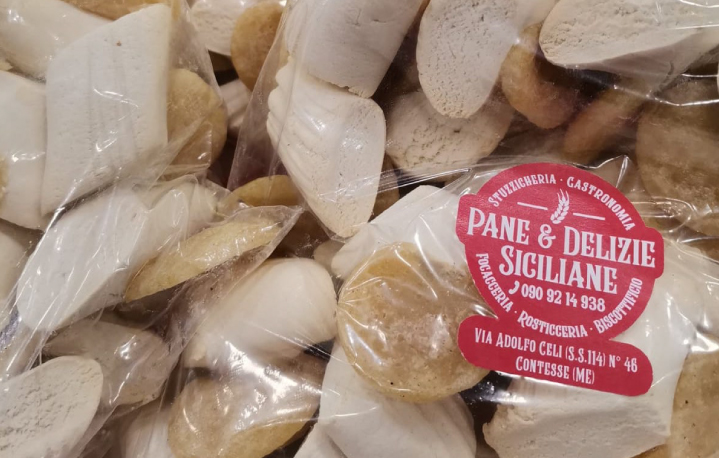 STUZZICHERIA · GASTRONOMIA
PANE & DELIZIE
SICILIANE
090 92 14 938
FOCACCERIA · ROSTICCERIA · BISCOTTIFICIO
VIA ADOLFO CELI (S.S.114) N° 46
CONTESSE (ME)